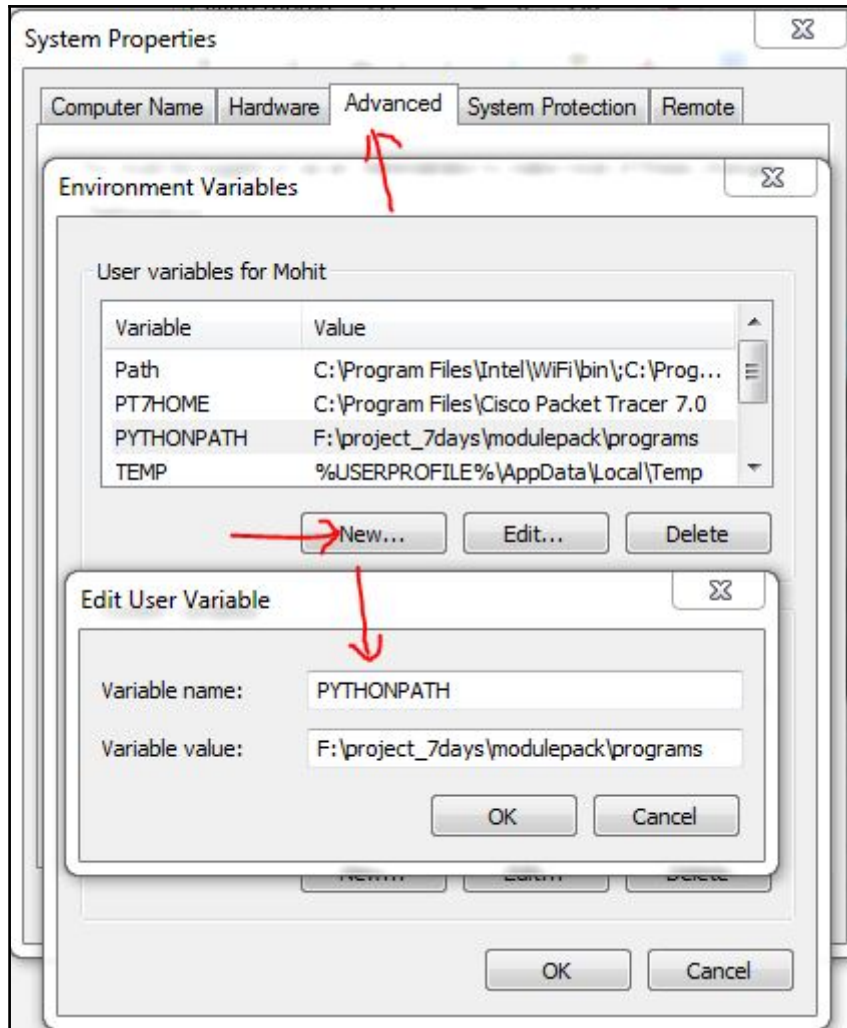 System Properties
Computer Name Hardware Advanced System Protection Remote
Environment Variables
User variables for Mohit
Variable Value
Path C:\Program Files\Intel\WiFi\bin\;C:\Prog...
PT7HOME C:\Program Files\Cisco Packet Tracer 7.0
PYTHONPATH F:\project_7days\modulepack\programs
TEMP %USERPROFILE%\AppData\Local\Temp
New... Edit... Delete
Edit User Variable
Variable name: PYTHONPATH
Variable value: F:\project_7days\modulepack\programs
OK Cancel
New... Edit... Delete
OK Cancel